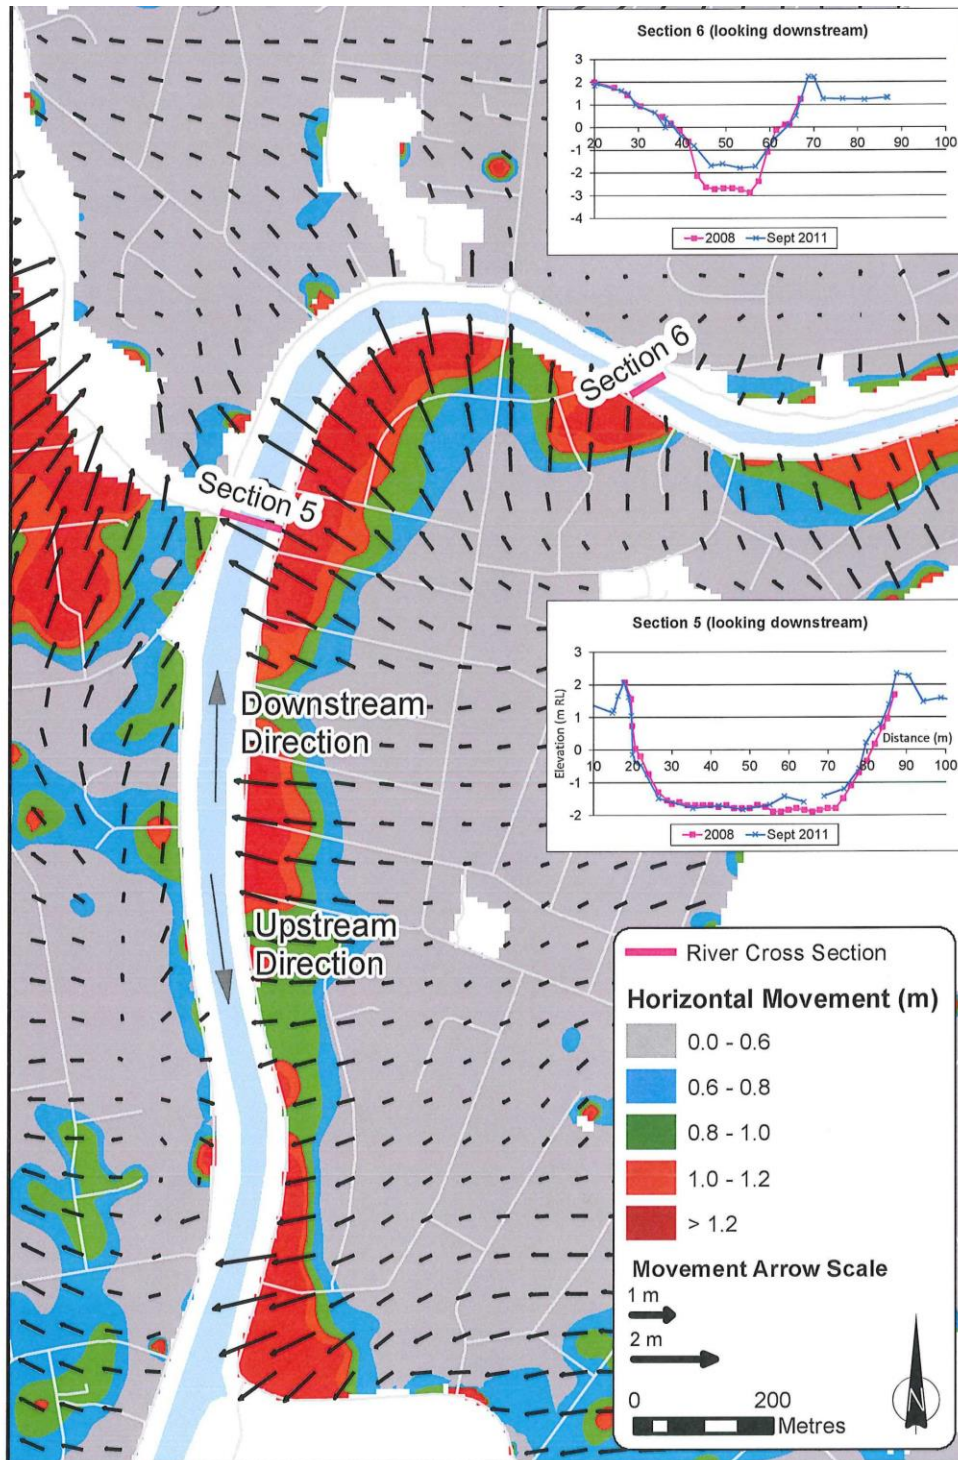 Section 6 (looking downstream)
3
2
1
0
-1
-2
-3
-4
20 30 40 50 60 70 80 90 100
2008 Sept 2011
Section 6
Section 5
Section 5 (looking downstream)
Elevation (m RL)
3
2
1
0
-1
-2
10 20 30 40 50 60 70 80 90 100
Distance (m)
2008 Sept 2011
Downstream
Direction
Upstream
Direction
River Cross Section
Horizontal Movement (m)
0.0 - 0.6
0.6 - 0.8
0.8 - 1.0
1.0 - 1.2
> 1.2
Movement Arrow Scale
1 m
2 m
0 200
Metres
N